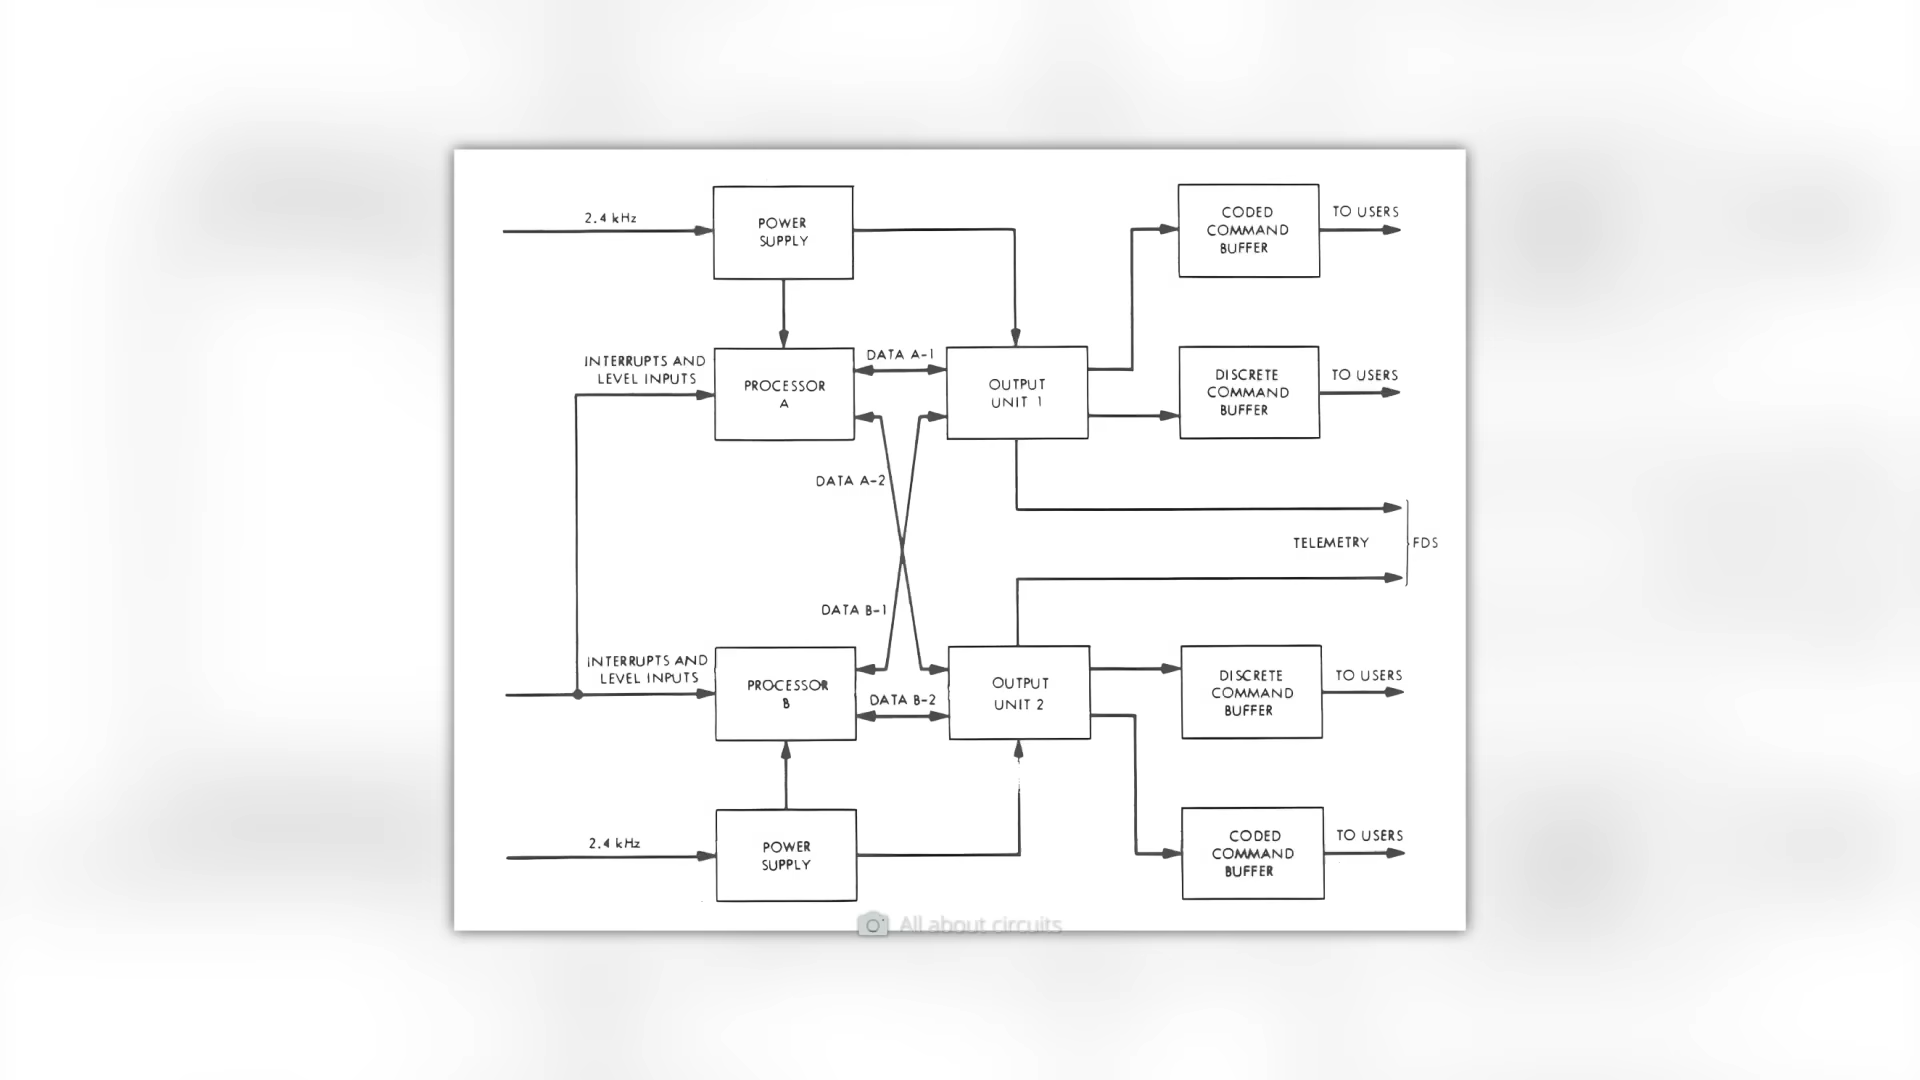 2.4 kHz
POWER
SUPPLY
CODED
COMMAND
BUFFER
TO USERS
INTERRUPTS AND
LEVEL INPUTS
PROCESSOR
A
DATA A-1
OUTPUT
UNIT 1
DISCRETE
COMMAND
BUFFER
TO USERS
DATA A-2
TELEMETRY
FDS
DATA B-1
INTERRUPTS AND
LEVEL INPUTS
PROCESSOR
B
DATA B-2
OUTPUT
UNIT 2
DISCRETE
COMMAND
BUFFER
TO USERS
2.4 kHz
POWER
SUPPLY
CODED
COMMAND
BUFFER
TO USERS
All about circuits